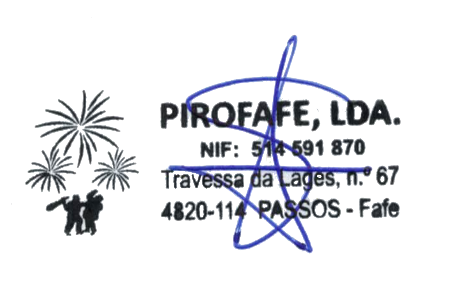 PIROFAFE, LDA.
NIF: 514 591 870
Travessa da Lages, n.º 67
4820-114 PASSOS - Fafe